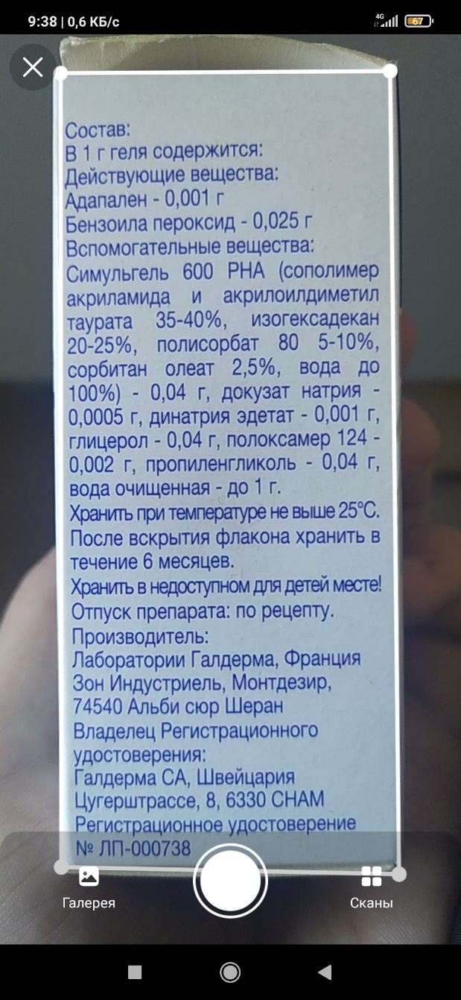 9:38 | 0,6 КБ/с
4G
67
Состав:
В 1 г геля содержится:
Действующие вещества:
Адапален - 0,001 г
Бензоила пероксид - 0,025 г
Вспомогательные вещества:
Симульгель 600 PHA (сополимер
акриламида и акрилоилдиметил
таурата 35-40%, изогексадекан
20-25%, полисорбат 80 5-10%,
сорбитан олеат 2,5%, вода до
100%) - 0,04 г, докузат натрия -
0,0005 г, динатрия эдетат - 0,001 г,
глицерол - 0,04 г, полоксамер 124 -
0,002 г, пропиленгликоль - 0,04 г,
вода очищенная - до 1 г.
Хранить при температуре не выше 25°С.
После вскрытия флакона хранить в
течение 6 месяцев.
Хранить в недоступном для детей месте!
Отпуск препарата: по рецепту.
Производитель:
Лаборатории Галдерма, Франция
Зон Индустриель, Монтдезир,
74540 Альби сюр Шеран
Владелец Регистрационного
удостоверения:
Галдерма СА, Швейцария
Цугерштрассе, 8, 6330 CHAM
Регистрационное удостоверение
№ ЛП-000738
Галерея
Сканы